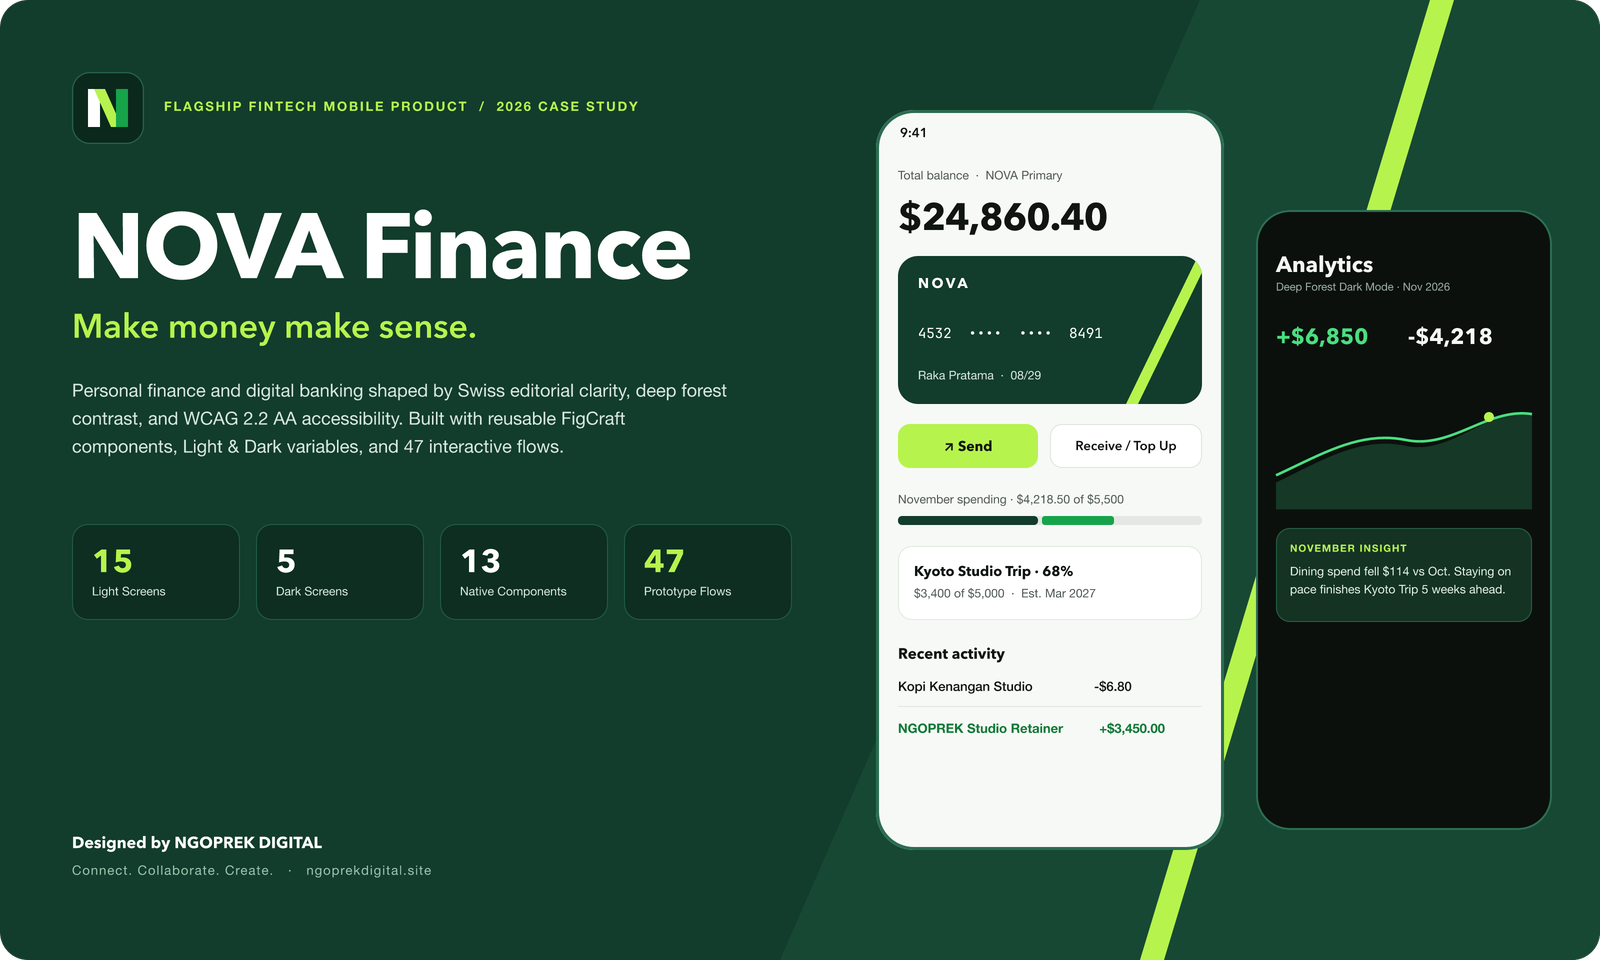 N
FLAGSHIP FINTECH MOBILE PRODUCT / 2026 CASE STUDY
NOVA Finance
Make money make sense.
Personal finance and digital banking shaped by Swiss editorial clarity, deep forest
contrast, and WCAG 2.2 AA accessibility. Built with reusable FigCraft
components, Light & Dark variables, and 47 interactive flows.
15
Light Screens
5
Dark Screens
13
Native Components
47
Prototype Flows
Designed by NGOPREK DIGITAL
Connect. Collaborate. Create. · ngoprekdigital.site
9:41
Total balance · NOVA Primary
$24,860.40
NOVA
4532 •••• •••• 8491
Raka Pratama · 08/29
↗ Send
Receive / Top Up
November spending · $4,218.50 of $5,500
Kyoto Studio Trip · 68%
$3,400 of $5,000 · Est. Mar 2027
Recent activity
Kopi Kenangan Studio -$6.80
NGOPREK Studio Retainer +$3,450.00
Analytics
Deep Forest Dark Mode · Nov 2026
+$6,850 -$4,218
NOVEMBER INSIGHT
Dining spend fell $114 vs Oct. Staying on
pace finishes Kyoto Trip 5 weeks ahead.